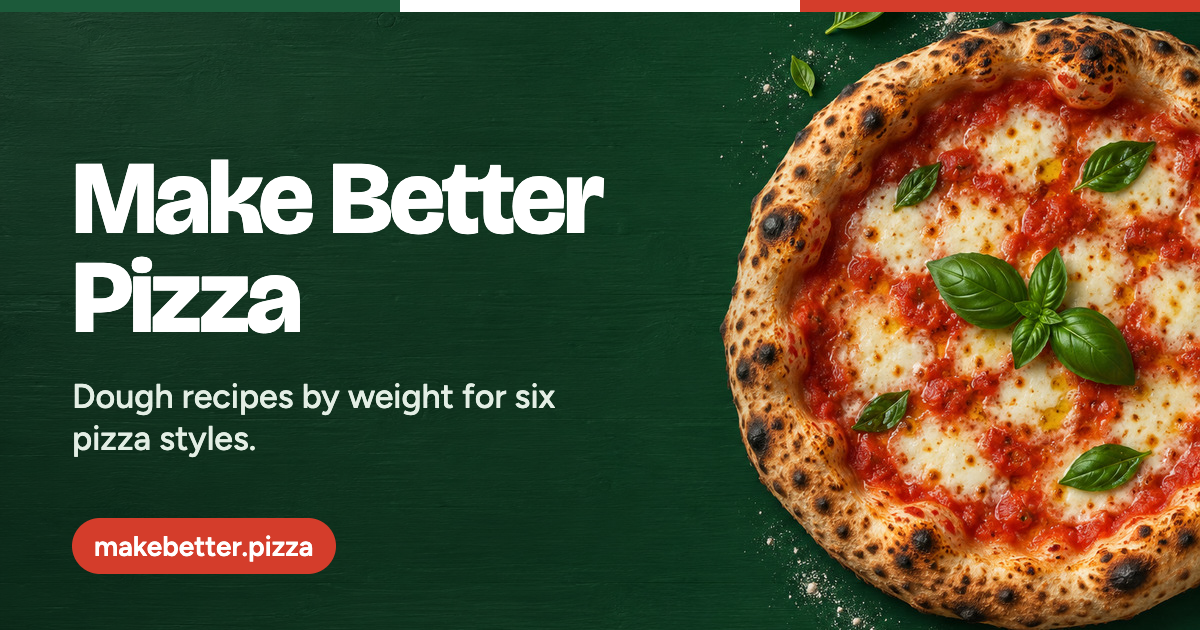 Make Better
Pizza
Dough recipes by weight for six
pizza styles.
makebetter.pizza